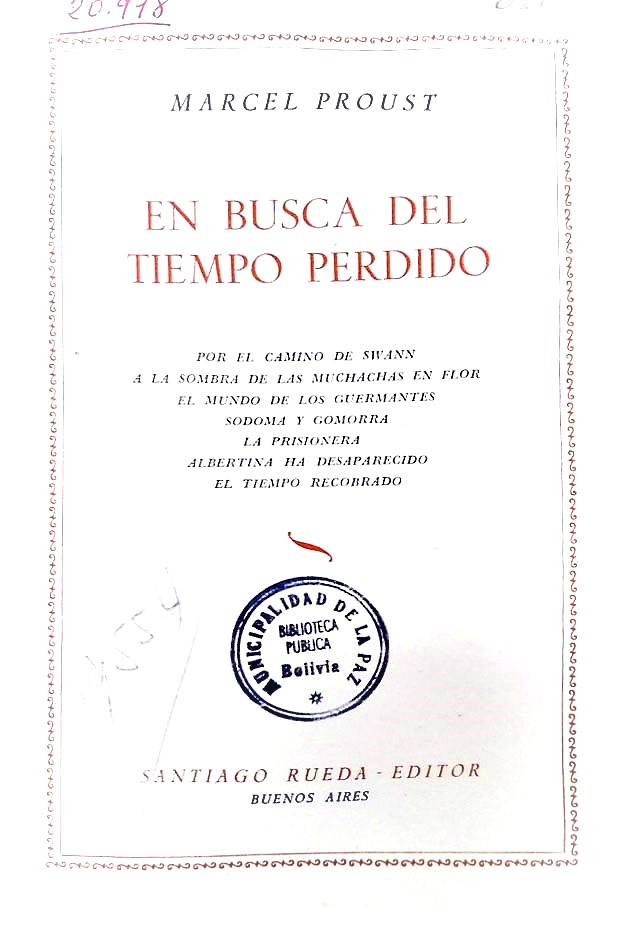 20.918
MARCEL PROUST
EN BUSCA DEL
TIEMPO PERDIDO
POR EL CAMINO DE SWANN
A LA SOMBRA DE LAS MUCHACHAS EN FLOR
EL MUNDO DE LOS GUERMANTES
SODOMA Y GOMORRA
LA PRISIONERA
ALBERTINA HA DESAPARECIDO
EL TIEMPO RECOBRADO
MUNICIPALIDAD DE LA PAZ
BIBLIOTECA
PUBLICA
Bolivia
SANTIAGO RUEDA - EDITOR
BUENOS AIRES